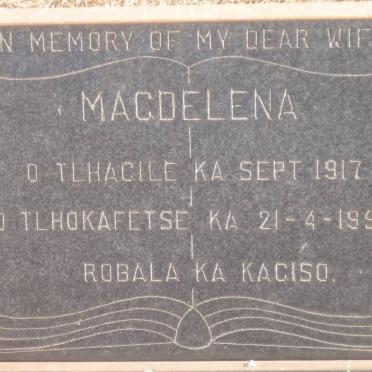 N MEMORY OF MY DEAR WIF
MAGDELENA
O TLHAGILE KA SEPT 1917
O TLHOKAFETSE KA 21-4-199
ROBALA KA KAGISO.